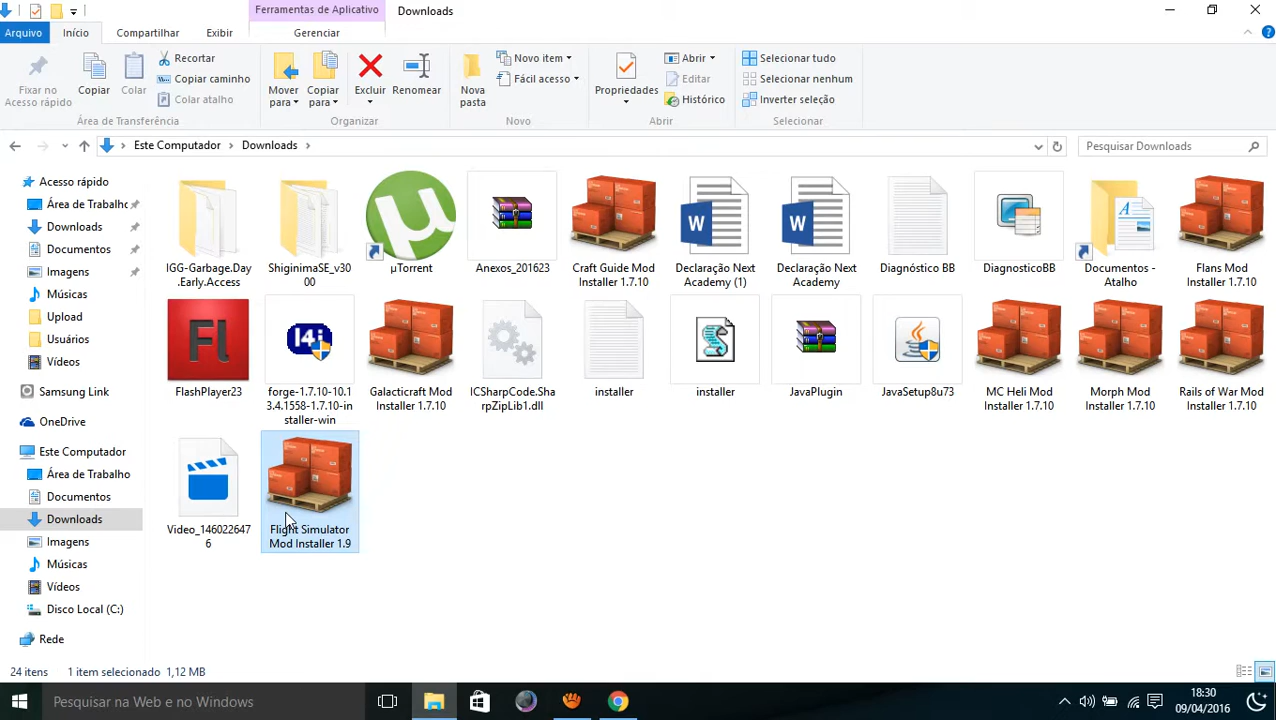 Ferramentas de Aplicativo
Downloads
Arquivo
Início
Compartilhar
Exibir
Gerenciar
Fixar no
Acesso rápido
Copiar
Colar
Recortar
Copiar caminho
Colar atalho
Área de Transferência
Mover
para
Copiar
para
Excluir
Renomear
Organizar
Nova
pasta
Novo item
Fácil acesso
Novo
Propriedades
Abrir
Editar
Histórico
Abrir
Selecionar tudo
Selecionar nenhum
Inverter seleção
Selecionar
Este Computador
Downloads
Pesquisar Downloads
Acesso rápido
Área de Trabalho
Downloads
Documentos
Imagens
Músicas
Upload
Usuários
Vídeos
Samsung Link
OneDrive
Este Computador
Área de Trabalho
Documentos
Downloads
Imagens
Músicas
Vídeos
Disco Local (C:)
Rede
IGG-Garbage.Day
.Early.Access
ShiginimaSE_v30
00
µTorrent
Anexos_201623
Craft Guide Mod
Installer 1.7.10
Declaração Next
Academy (1)
Declaração Next
Academy
Diagnóstico BB
DiagnosticoBB
Documentos -
Atalho
Flans Mod
Installer 1.7.10
FlashPlayer23
forge-1.7.10-10.1
3.4.1558-1.7.10-in
staller-win
Galacticraft Mod
Installer 1.7.10
ICSharpCode.Sha
rpZipLib1.dll
installer
installer
JavaPlugin
JavaSetup8u73
MC Heli Mod
Installer 1.7.10
Morph Mod
Installer 1.7.10
Rails of War Mod
Installer 1.7.10
Video_146022647
6
Flight Simulator
Mod Installer 1.9
24 itens
1 item selecionado 1,12 MB
Pesquisar na Web e no Windows
18:30
09/04/2016